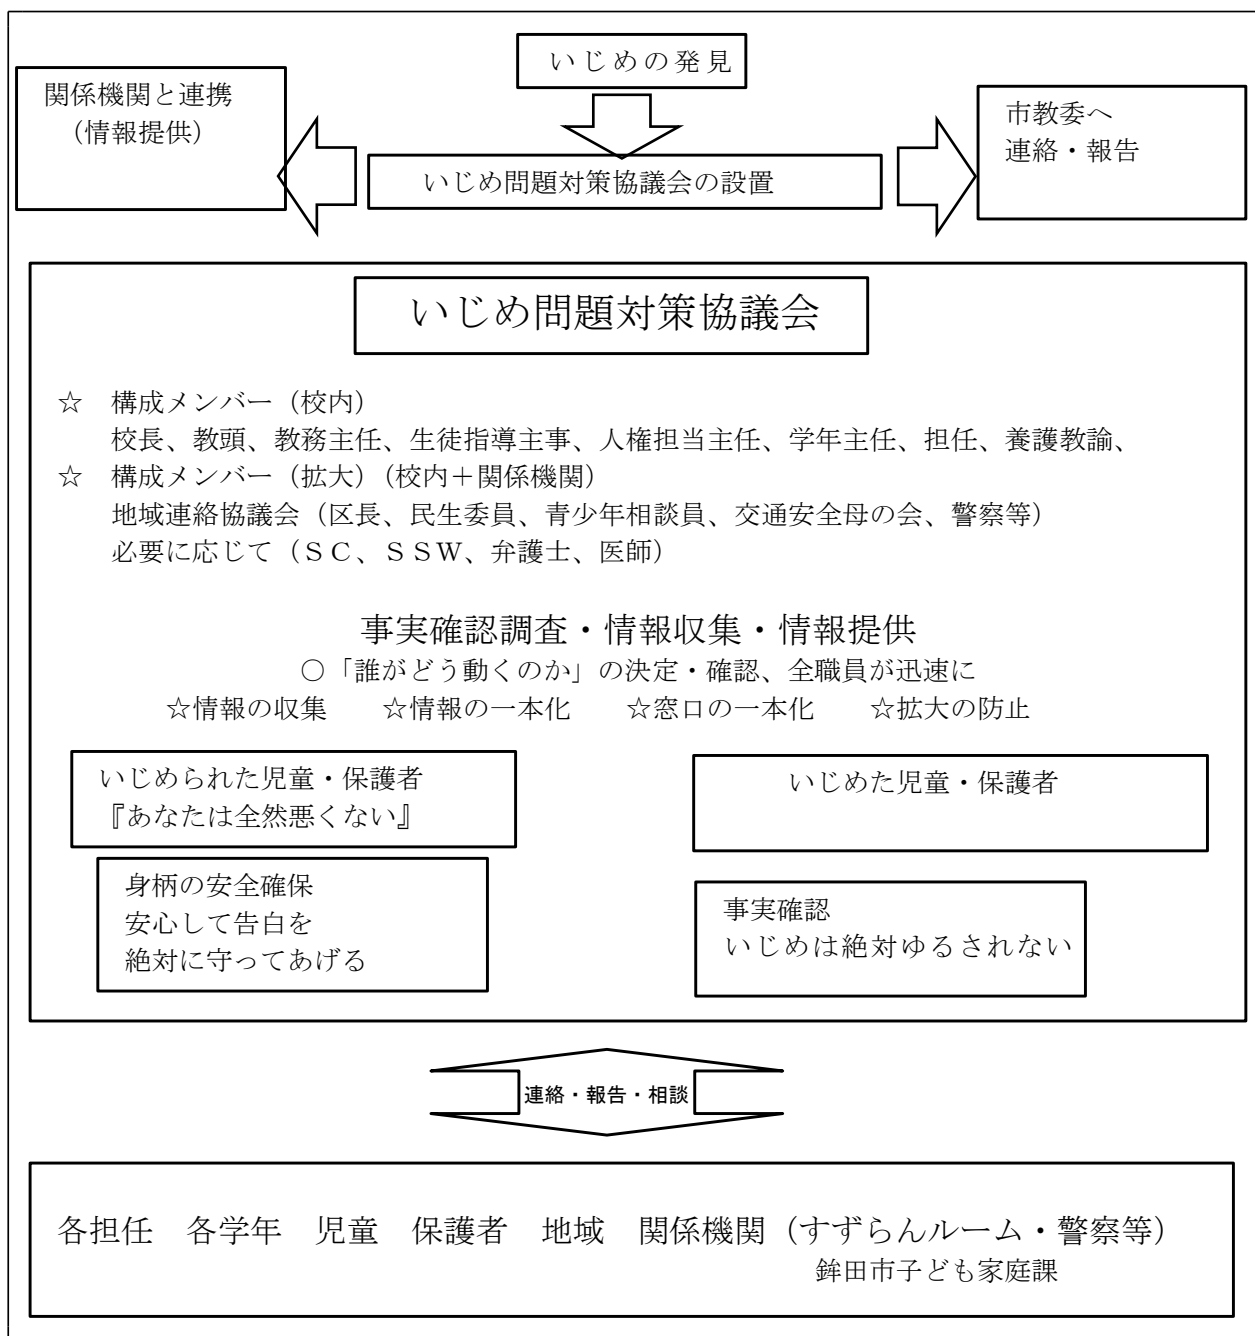 いじめの発見
関係機関と連携
（情報提供）
市教委へ
連絡・報告
いじめ問題対策協議会の設置
いじめ問題対策協議会
☆　構成メンバー（校内）
校長、教頭、教務主任、生徒指導主事、人権担当主任、学年主任、担任、養護教諭、
☆　構成メンバー（拡大）（校内＋関係機関）
地域連絡協議会（区長、民生委員、青少年相談員、交通安全母の会、警察等）
必要に応じて（ＳＣ、ＳＳＷ、弁護士、医師）
事実確認調査・情報収集・情報提供
○「誰がどう動くのか」の決定・確認、全職員が迅速に
☆情報の収集　　☆情報の一本化　　☆窓口の一本化　　☆拡大の防止
いじめられた児童・保護者
『あなたは全然悪くない』
いじめた児童・保護者
身柄の安全確保
安心して告白を
絶対に守ってあげる
事実確認
いじめは絶対ゆるされない
連絡・報告・相談
各担任　各学年　児童　保護者　地域　関係機関（すずらんルーム・警察等）
鉾田市子ども家庭課